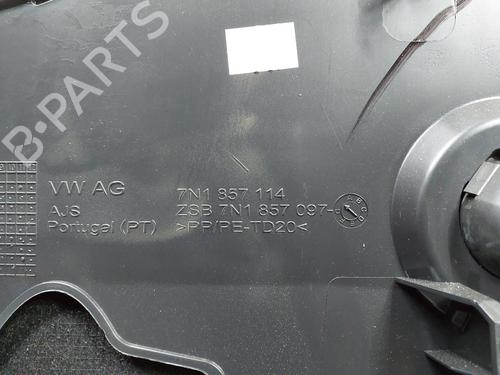 B-PARTS
VW AG
AJS
Portugal (PT)
7N1 857 114
ZSB 7N1 857 097-
>PP/PE-TD20<